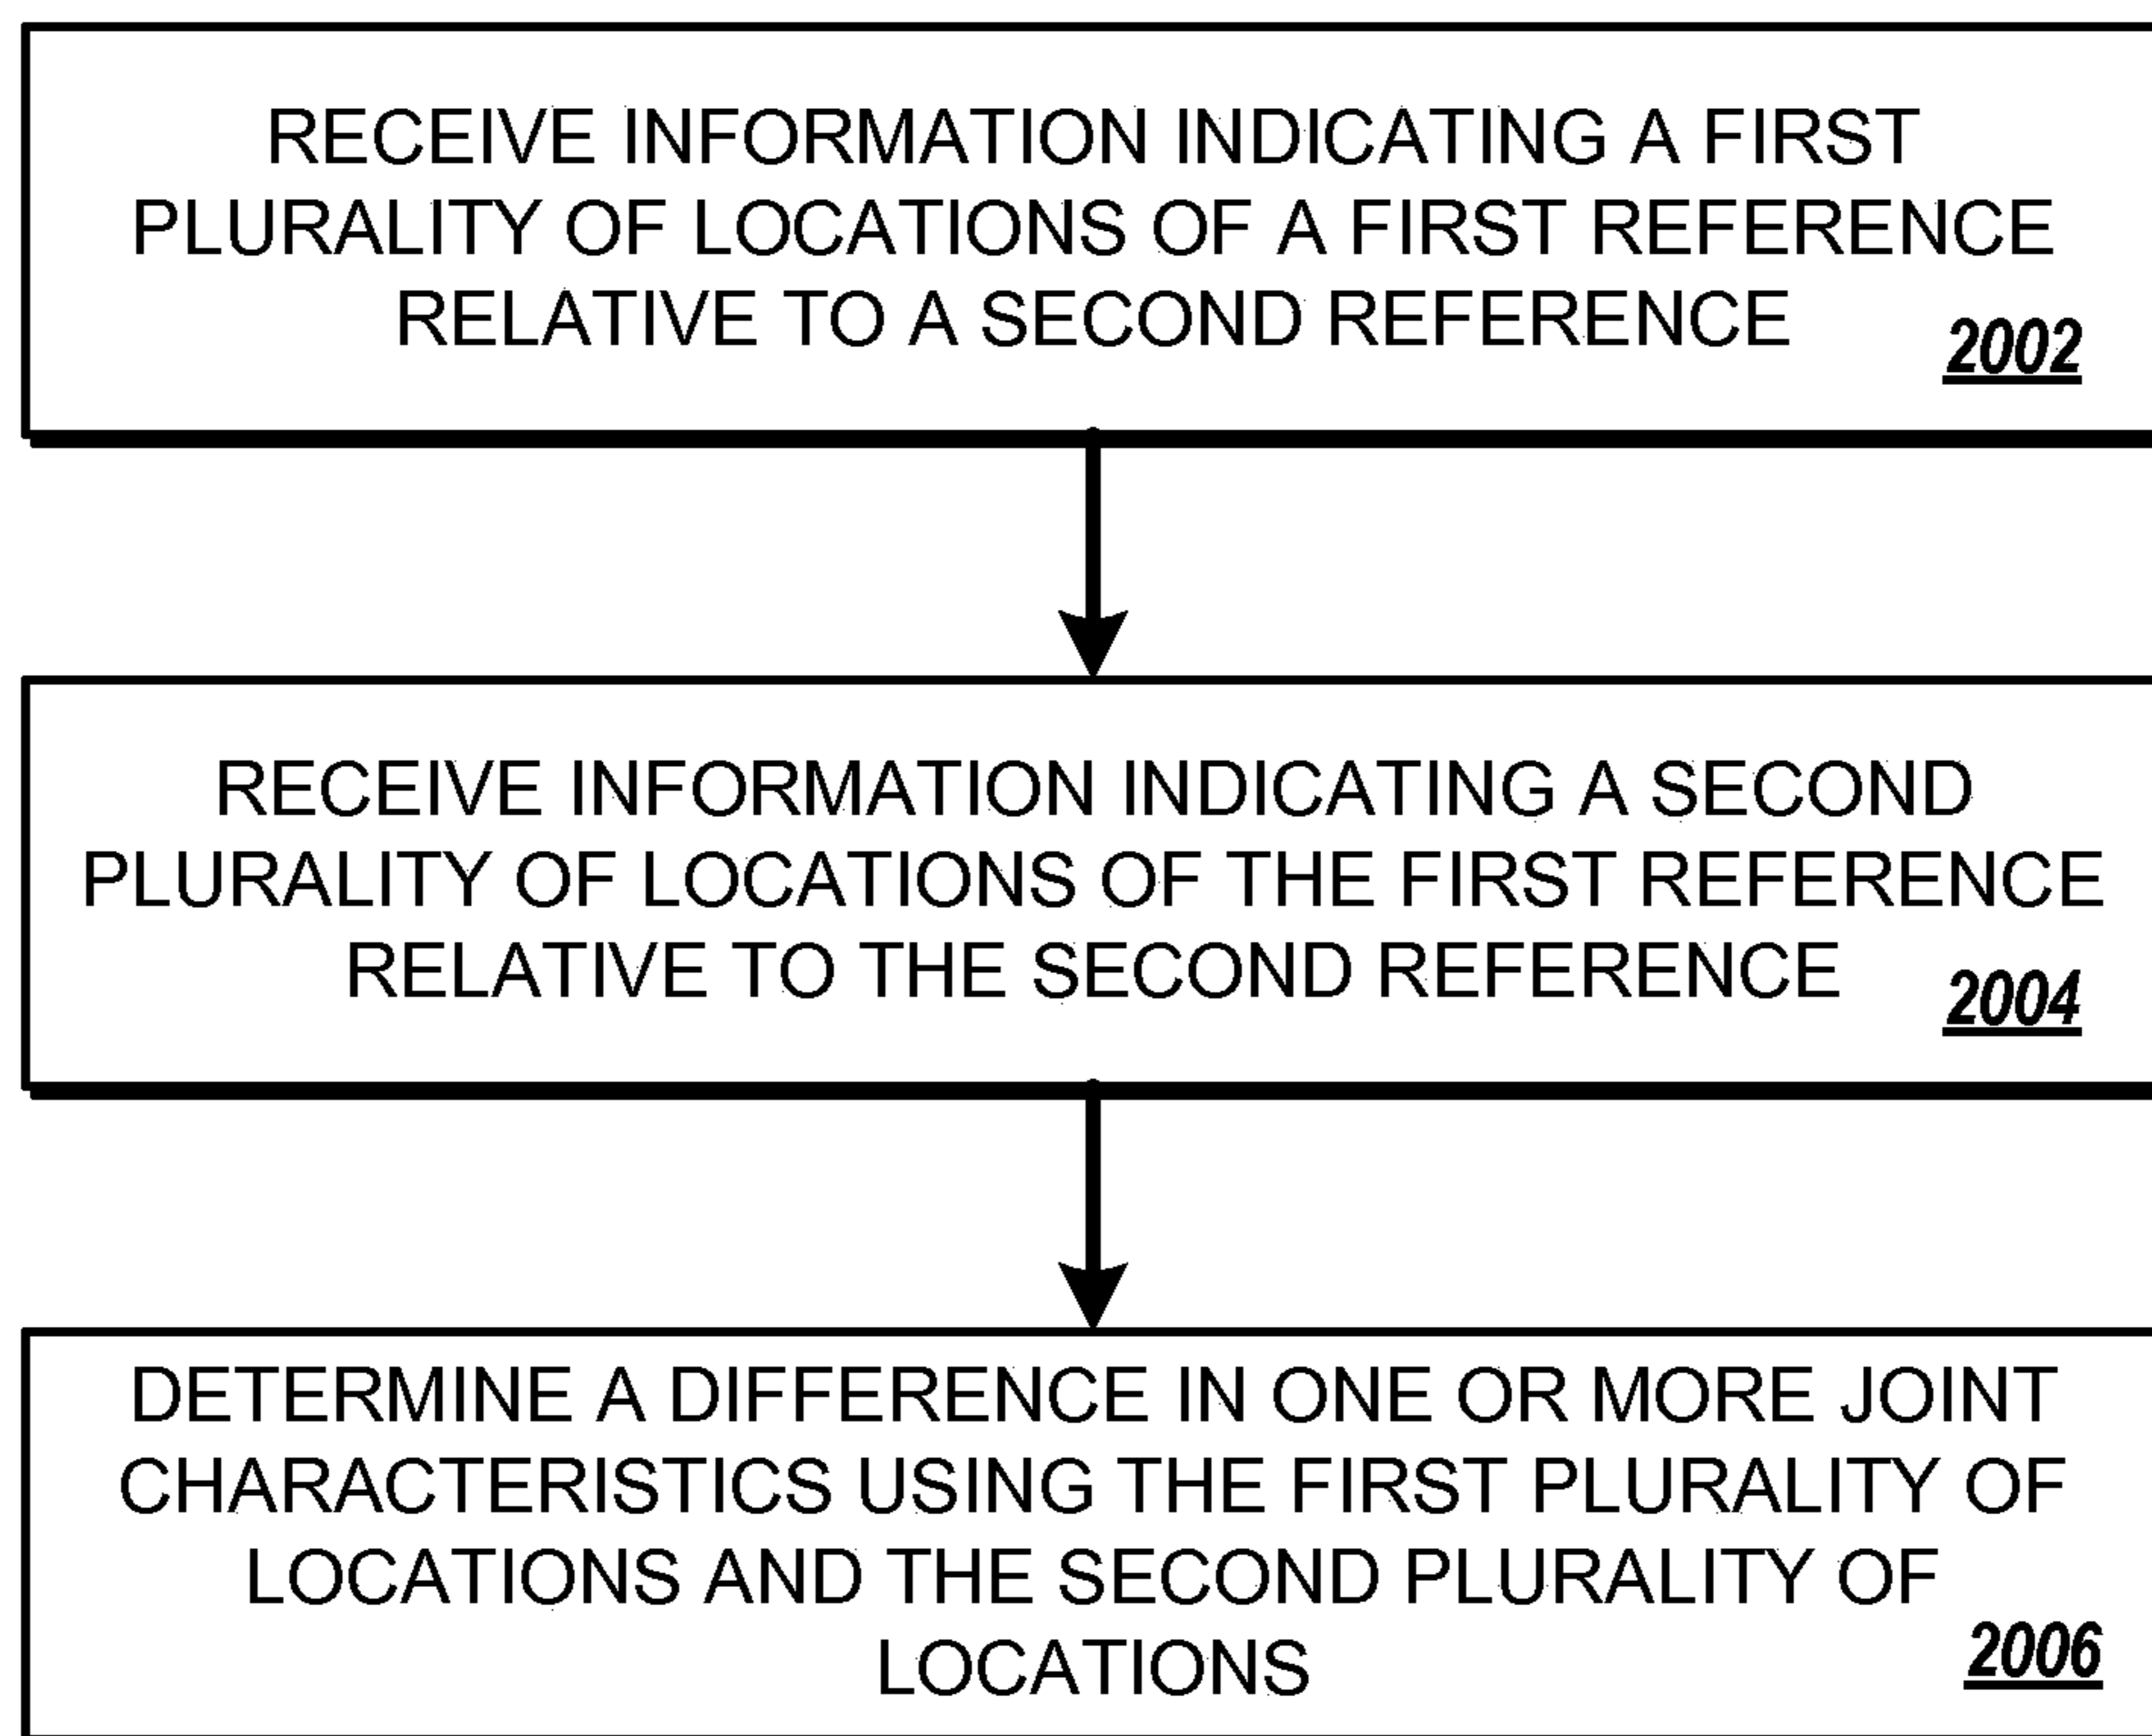 RECEIVE INFORMATION INDICATING A FIRST
PLURALITY OF LOCATIONS OF A FIRST REFERENCE
RELATIVE TO A SECOND REFERENCE
2002
RECEIVE INFORMATION INDICATING A SECOND
PLURALITY OF LOCATIONS OF THE FIRST REFERENCE
RELATIVE TO THE SECOND REFERENCE
2004
DETERMINE A DIFFERENCE IN ONE OR MORE JOINT
CHARACTERISTICS USING THE FIRST PLURALITY OF
LOCATIONS AND THE SECOND PLURALITY OF
LOCATIONS
2006